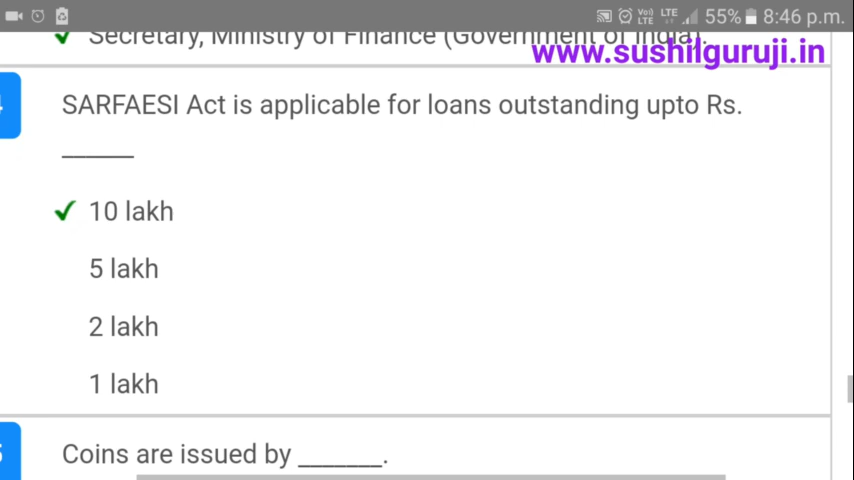 55% 8:46 p.m.
Secretary, Ministry of Finance (Government of India).
www.sushilguruji.in
SARFAESI Act is applicable for loans outstanding upto Rs.
______
10 lakh
5 lakh
2 lakh
1 lakh
Coins are issued by _______.